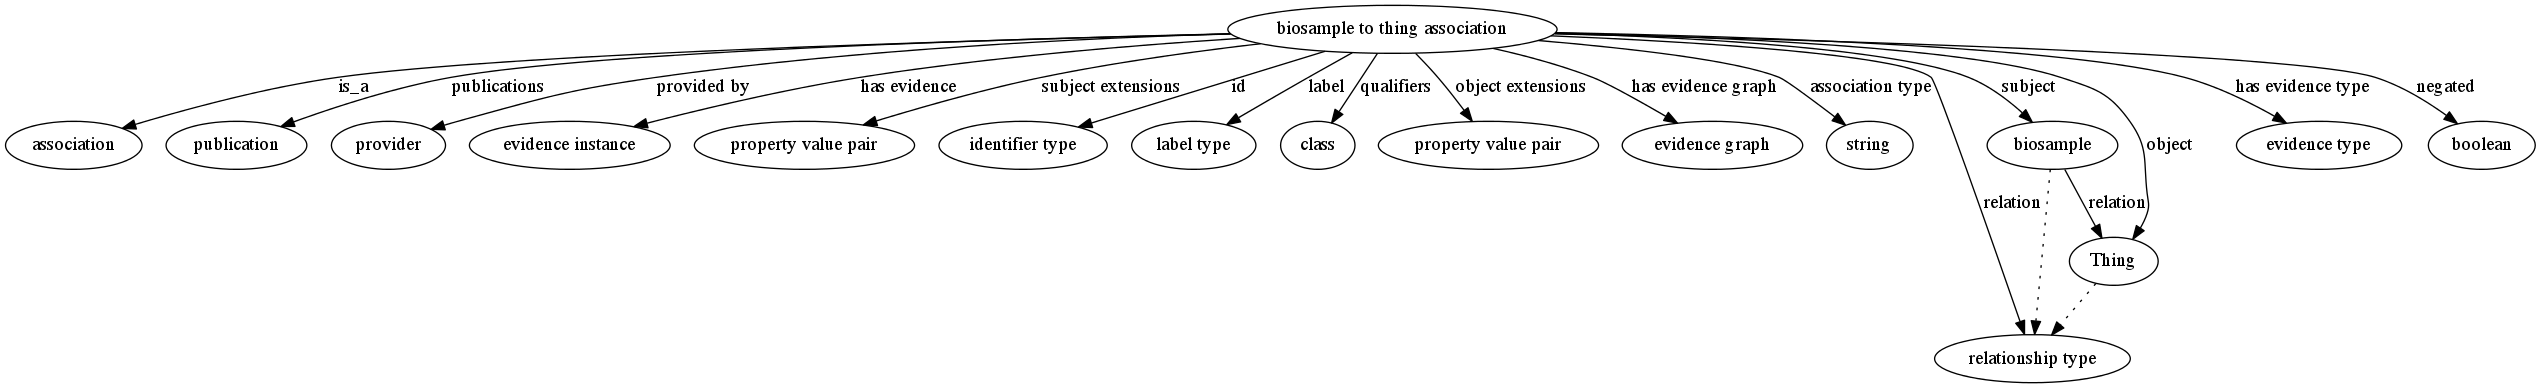 biosample to thing association
is_a
publications
provided by
has evidence
subject extensions
id
label
qualifiers
object extensions
has evidence graph
association type
subject
has evidence type
negated
association
publication
provider
evidence instance
property value pair
identifier type
label type
class
property value pair
evidence graph
string
biosample
object
evidence type
boolean
relation
relation
Thing
relationship type